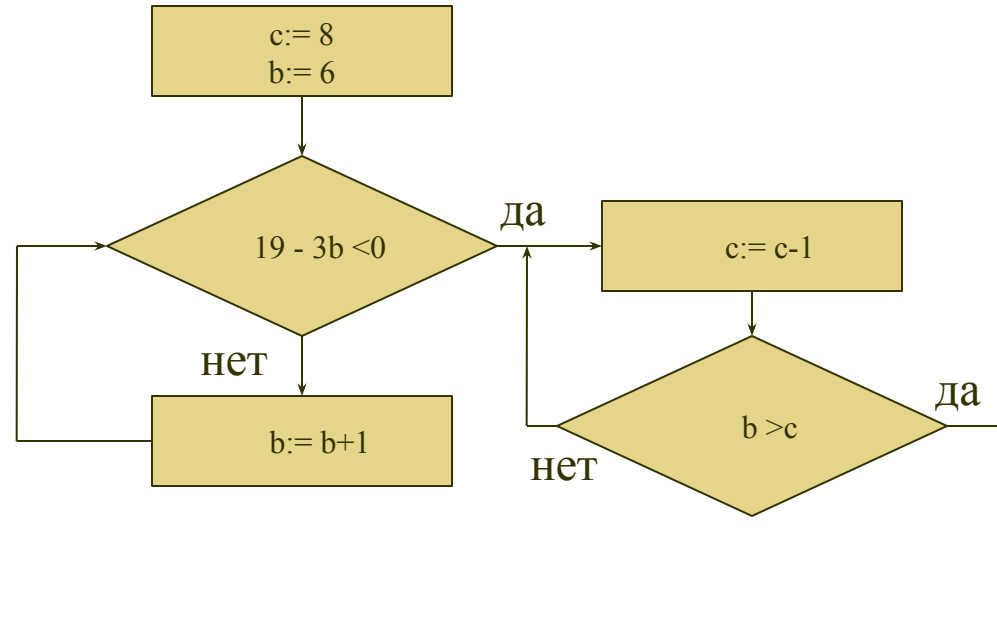 c:= 8
b:= 6
19 - 3b <0
да
c:= c-1
нет
b:= b+1
b >c
да
нет